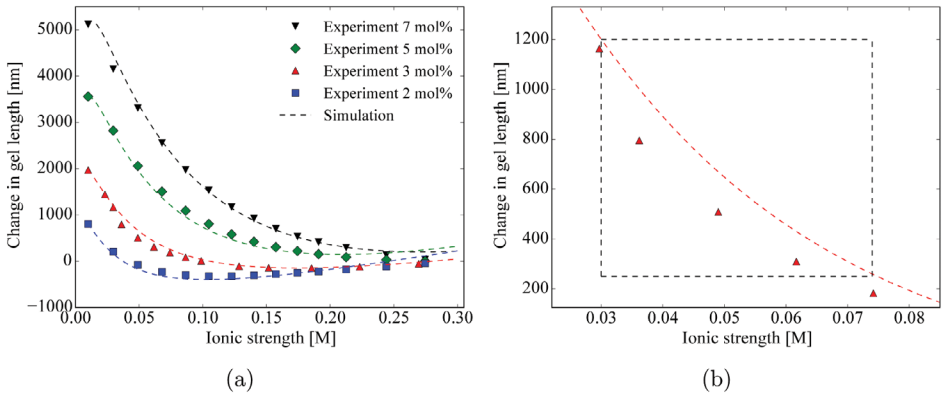 Change in gel length [nm]
5000
4000
3000
2000
1000
0
−1000
0.00 0.05 0.10 0.15 0.20 0.25 0.30
Ionic strength [M]
Experiment 7 mol%
Experiment 5 mol%
Experiment 3 mol%
Experiment 2 mol%
Simulation
(a)
Change in gel length [nm]
1200
1000
800
600
400
200
0.03 0.04 0.05 0.06 0.07 0.08
Ionic strength [M]
(b)